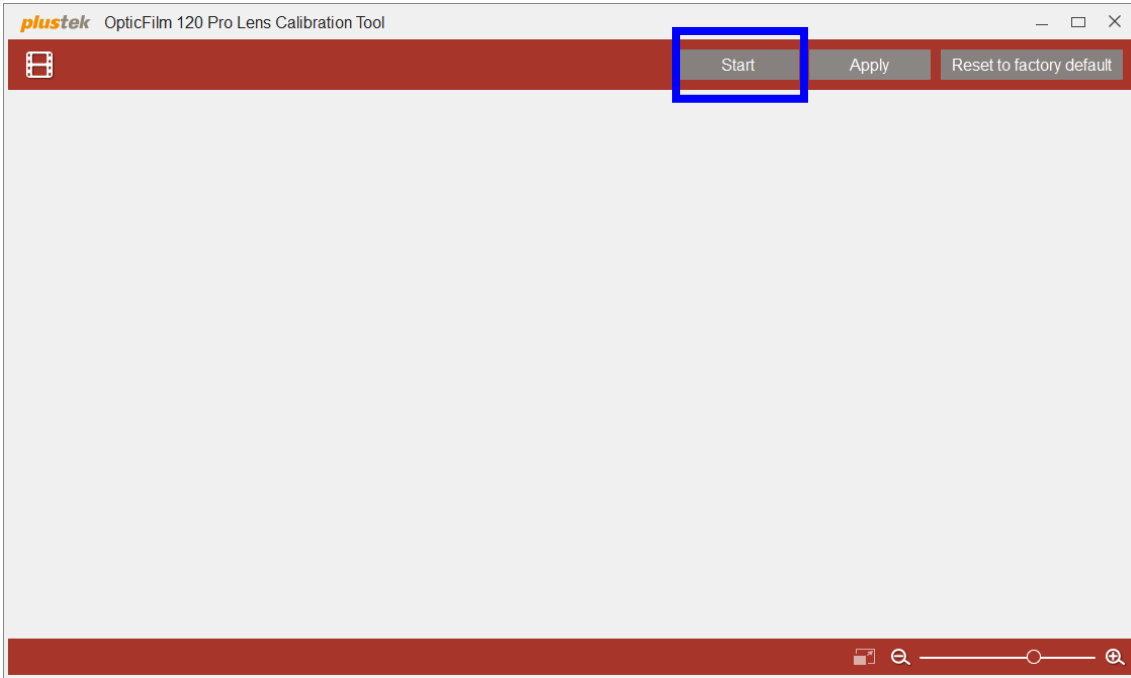 plustek OpticFilm 120 Pro Lens Calibration Tool
Start Apply Reset to factory default